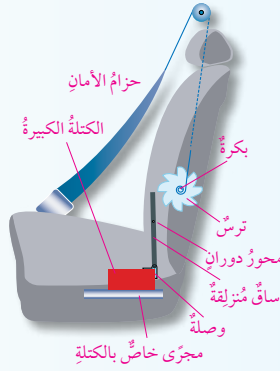 حزامُ الأمانِ
الكتلةُ الكبيرةُ
بكرةٌ
ترسٌ
محورُ دورانٍ
ساقٌ مُنزلِقةٌ
وصلةٌ
مجرًى خاصٌّ بالكتلةِ